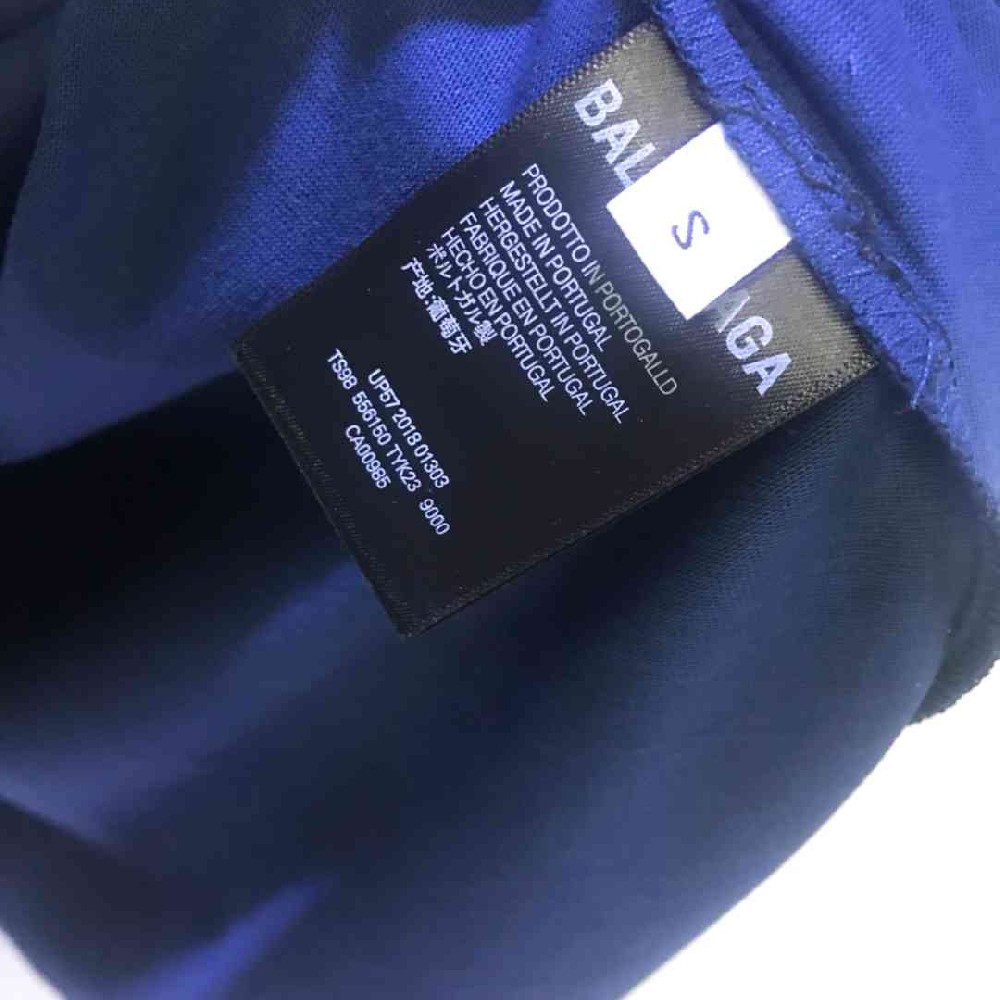 BAL AGA
S
PRODOTTO IN PORTOGALLD
MADE IN PORTUGAL
HERGESTELLT IN PORTUGAL
FABRIQUE EN PORTUGAL
HECHO EN PORTUGAL
ポルトガル製
产地:葡萄牙
UP57 2018 01303
TS98 556150 TYK23 9000
CA00985